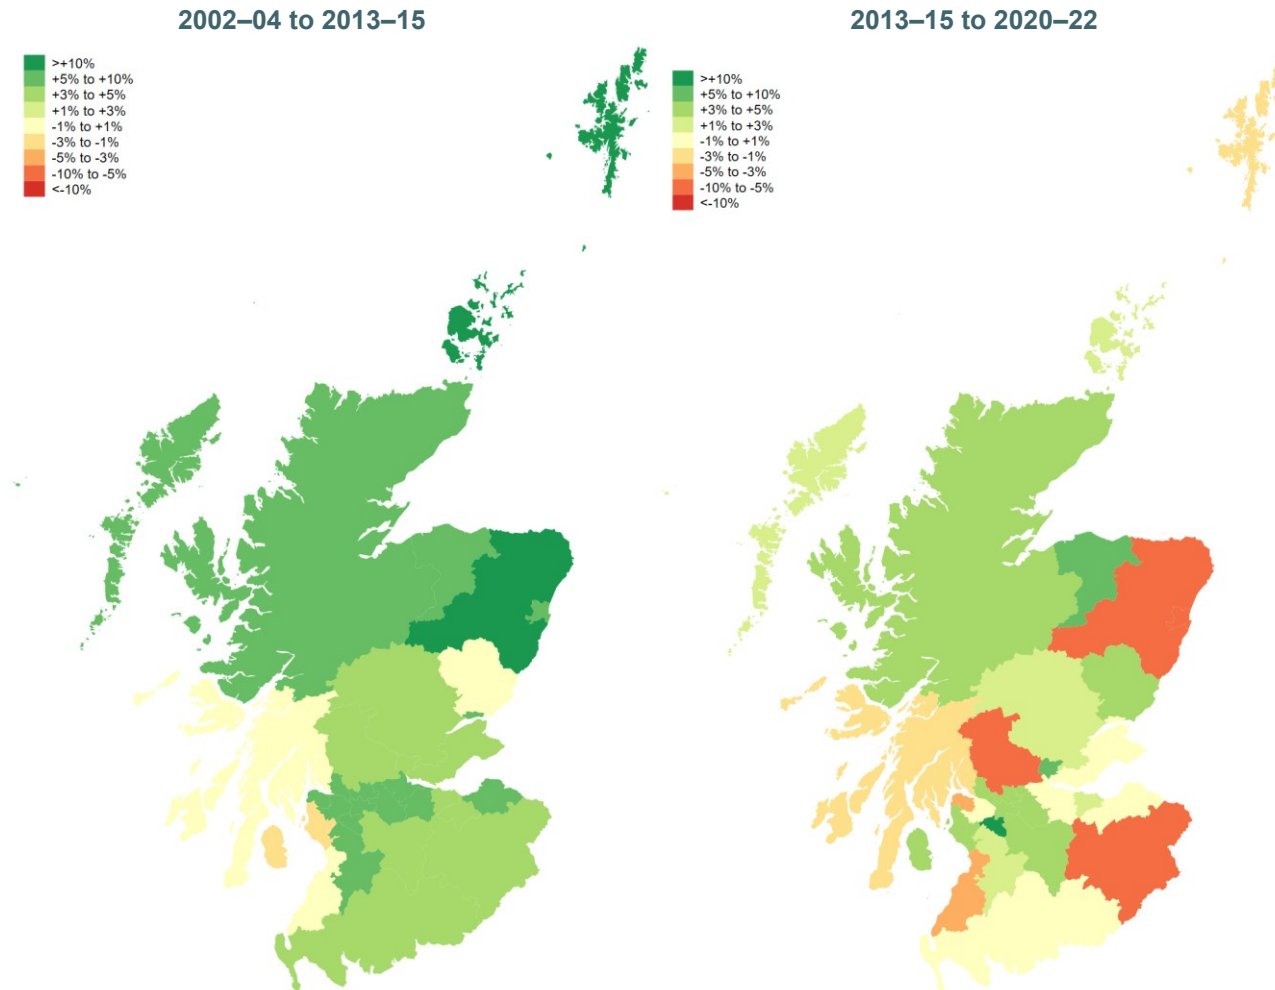 2002–04 to 2013–15
>+10%
+5% to +10%
+3% to +5%
+1% to +3%
-1% to +1%
-3% to -1%
-5% to -3%
-10% to -5%
<-10%
2013–15 to 2020–22
>+10%
+5% to +10%
+3% to +5%
+1% to +3%
-1% to +1%
-3% to -1%
-5% to -3%
-10% to -5%
<-10%